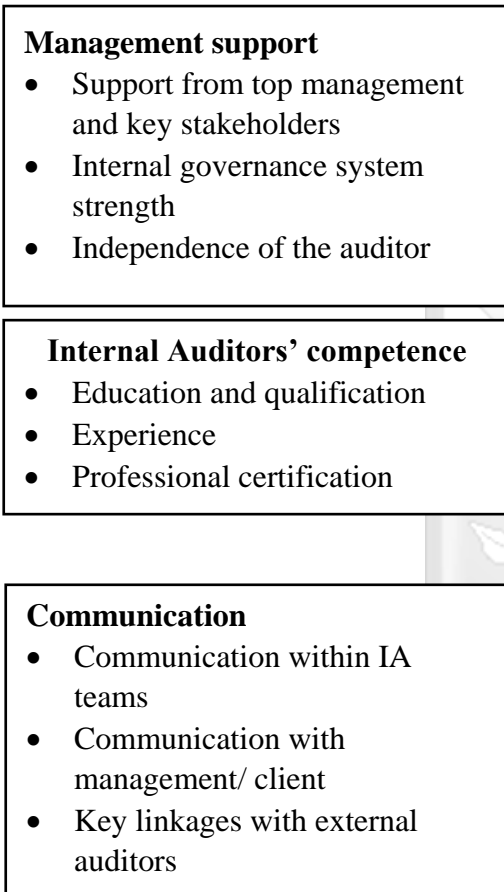 Management support
• Support from top management
and key stakeholders
• Internal governance system
strength
• Independence of the auditor
Internal Auditors’ competence
• Education and qualification
• Experience
• Professional certification
Communication
• Communication within IA
teams
• Communication with
management/ client
• Key linkages with external
auditors